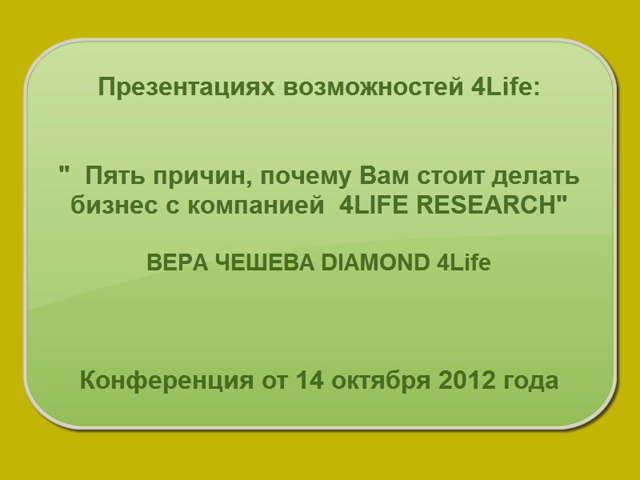 Презентациях возможностей 4Life:
"  Пять причин, почему Вам стоит делать
бизнес с компанией  4LIFE RESEARCH"
ВЕРА ЧЕШЕВА DIAMOND 4Life
Конференция от 14 октября 2012 года